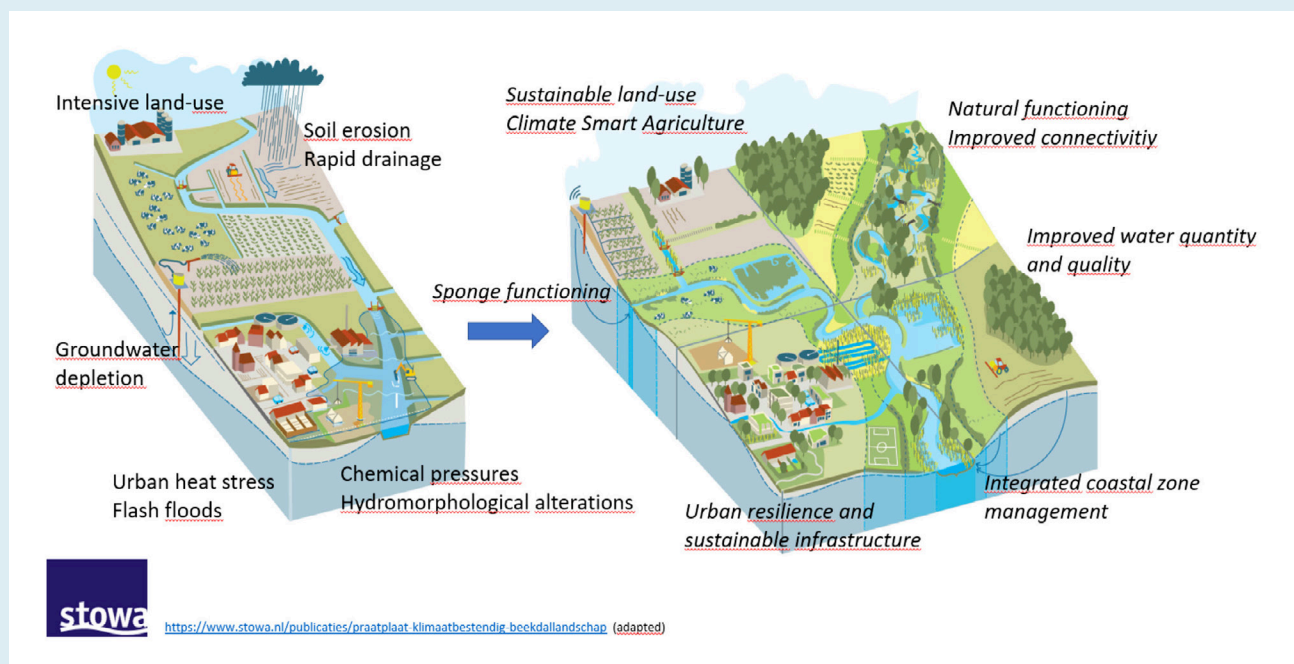 Intensive land-use
Soil erosion
Rapid drainage
Groundwater
depletion
Urban heat stress
Flash floods
Chemical pressures
Hydromorphological alterations
Sponge functioning
Sustainable land-use
Climate Smart Agriculture
Natural functioning
Improved connectivitiy
Improved water quantity
and quality
Integrated coastal zone
management
Urban resilience and
sustainable infrastructure
stowa
https://www.stowa.nl/publicaties/praatplaat-klimaatbestendig-beekdallandschap (adapted)